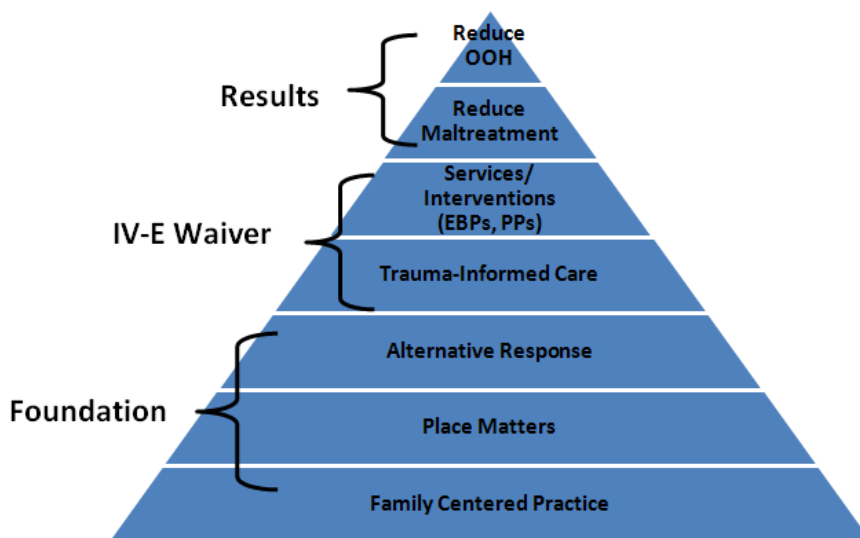 Reduce
OOH
Results
Reduce
Maltreatment
Services/
Interventions
(EBPs, PPs)
IV-E Waiver
Trauma-Informed Care
Alternative Response
Foundation
Place Matters
Family Centered Practice